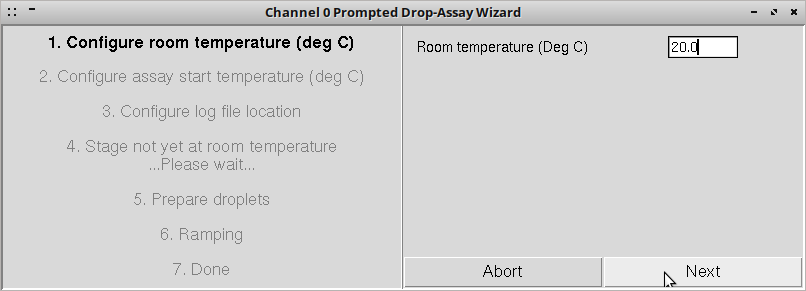 Channel 0 Prompted Drop-Assay Wizard
1. Configure room temperature (deg C)
2. Configure assay start temperature (deg C)
3. Configure log file location
4. Stage not yet at room temperature
...Please wait...
5. Prepare droplets
6. Ramping
7. Done
Room temperature (Deg C)
20.0
Abort
Next